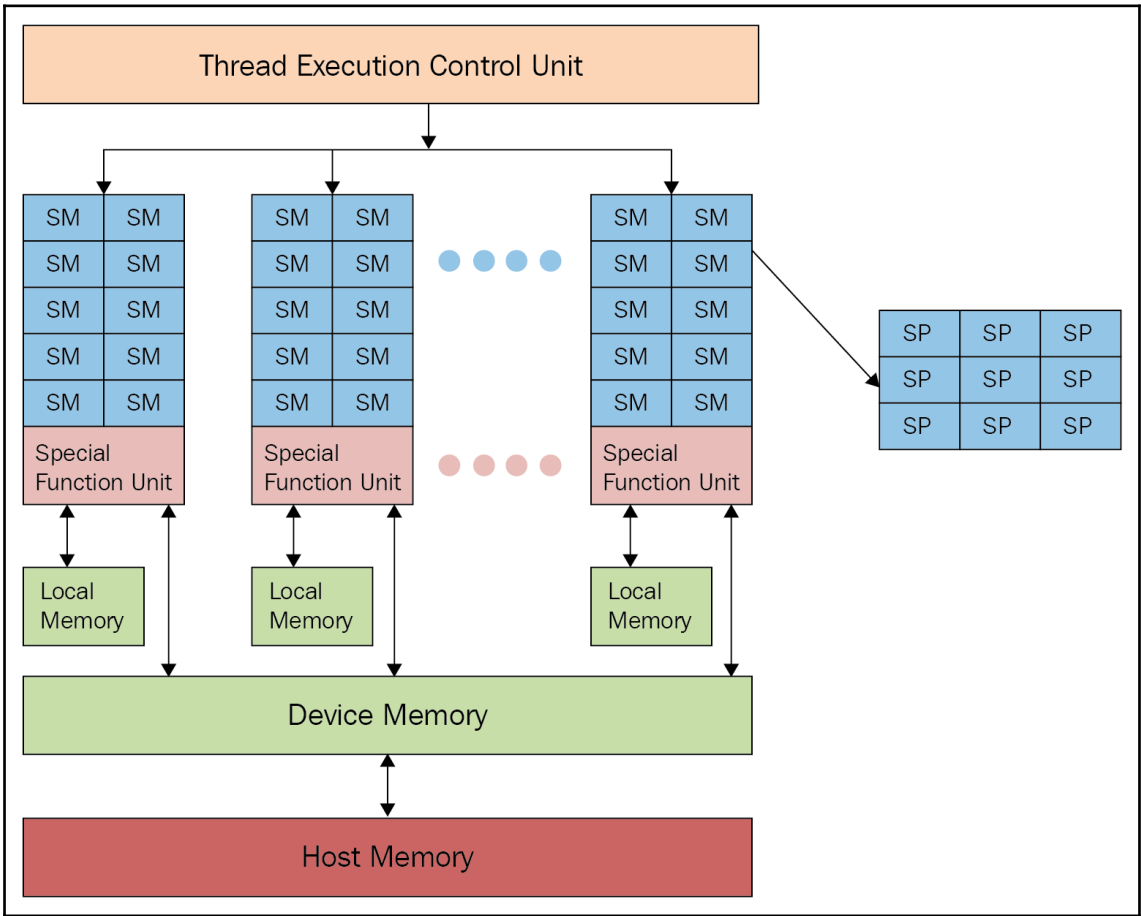 Thread Execution Control Unit
SM SM
SM SM
SM SM
SM SM
SM SM
Special
Function Unit
Local
Memory
SM SM
SM SM
SM SM
SM SM
SM SM
Special
Function Unit
Local
Memory
SM SM
SM SM
SM SM
SM SM
SM SM
Special
Function Unit
Local
Memory
SP SP SP
SP SP SP
SP SP SP
Device Memory
Host Memory